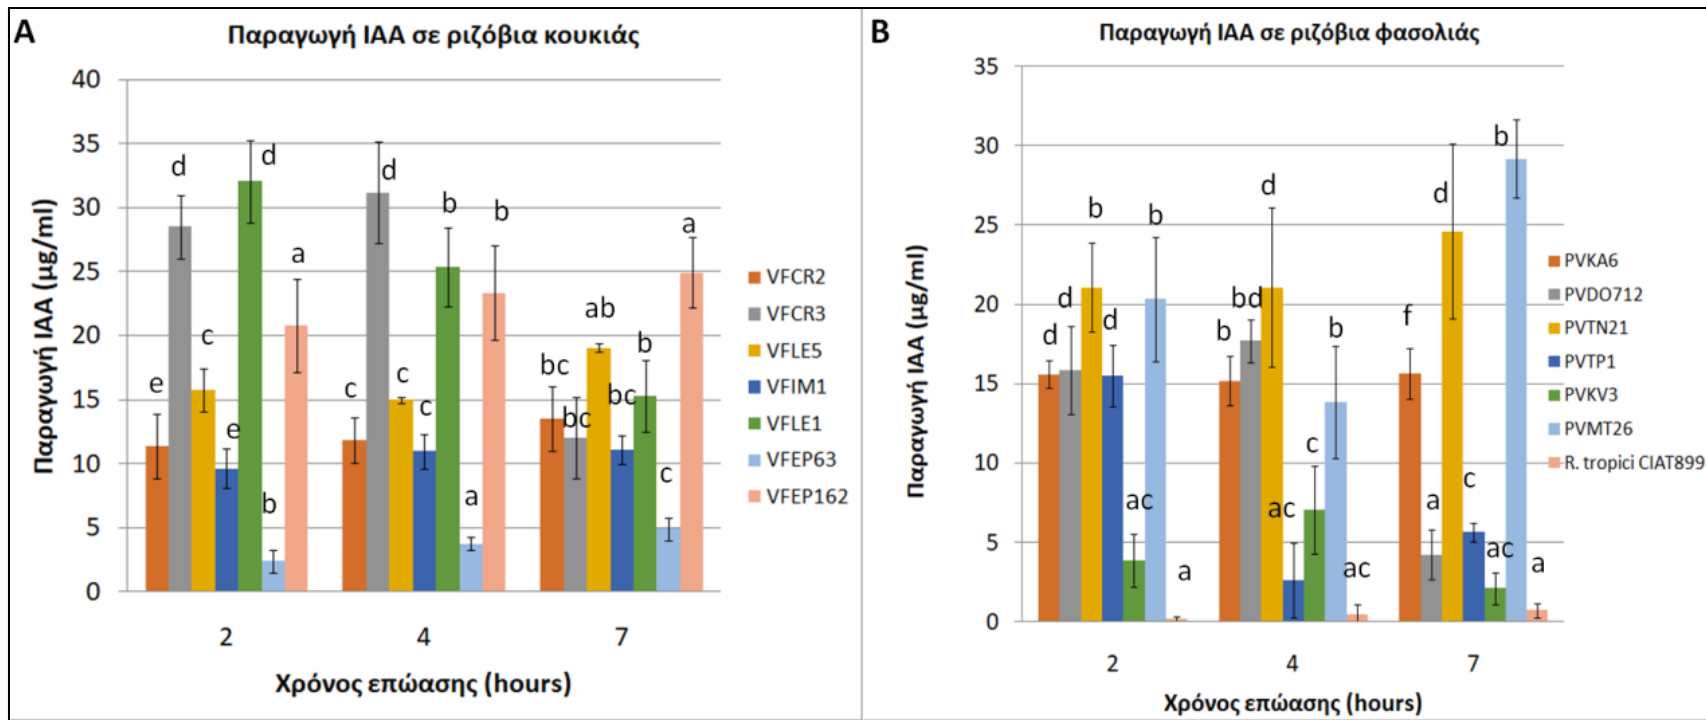 A
Παραγωγή IAA σε ριζόβια κουκιάς
Παραγωγή IAA (μg/ml)
40
35
30
25
20
15
10
5
0
d
d
a
c
e
e
b
d
b
b
c
c
c
a
a
ab
b
bc
bc
bc
c
2
4
7
Χρόνος επώασης (hours)
VFCR2
VFCR3
VFLE5
VFIM1
VFLE1
VFEP63
VFEP162
B
Παραγωγή IAA σε ριζόβια φασολιάς
Παραγωγή IAA (μg/ml)
35
30
25
20
15
10
5
0
b
b
d
d
d
ac
a
d
bd
b
b
c
ac
ac
b
d
f
a
c
ac
a
2
4
7
Χρόνος επώασης (hours)
PVKA6
PVDO712
PVTN21
PVTP1
PVKV3
PVMT26
R. tropici CIAT899